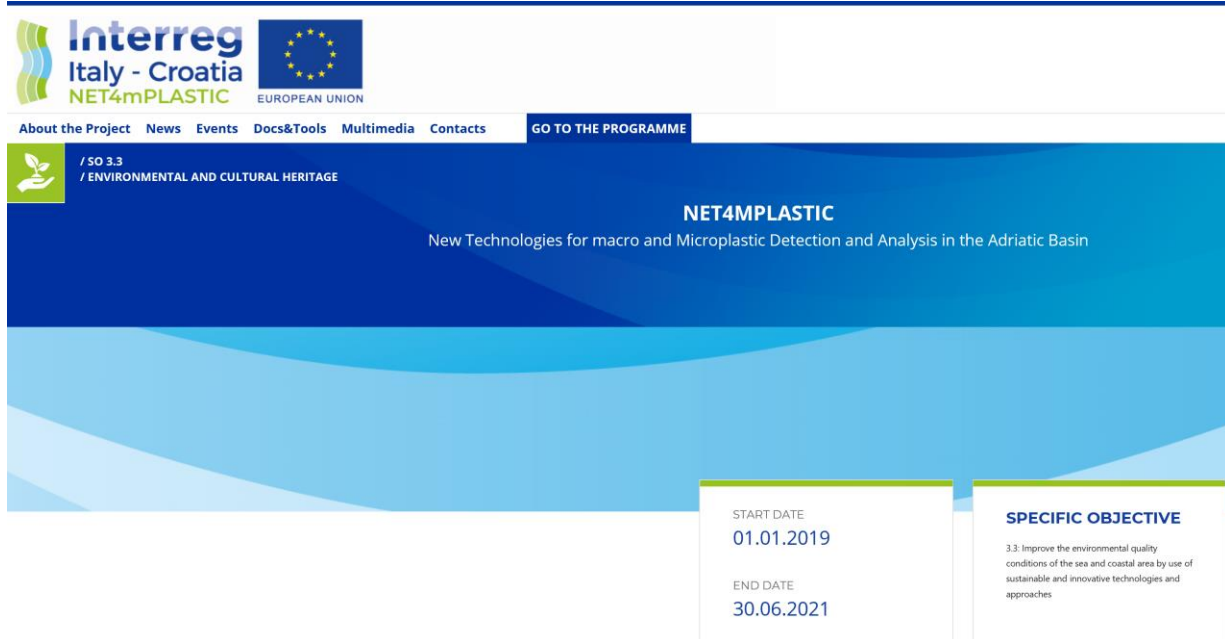 Interreg
Italy - Croatia
NET4mPLASTIC
EUROPEAN UNION
About the Project News Events Docs&Tools Multimedia Contacts GO TO THE PROGRAMME
/ SO 3.3
/ ENVIRONMENTAL AND CULTURAL HERITAGE
NET4MPLASTIC
New Technologies for macro and Microplastic Detection and Analysis in the Adriatic Basin
START DATE
01.01.2019
END DATE
30.06.2021
SPECIFIC OBJECTIVE
3.3: Improve the environmental quality
conditions of the sea and coastal area by use of
sustainable and innovative technologies and
approaches